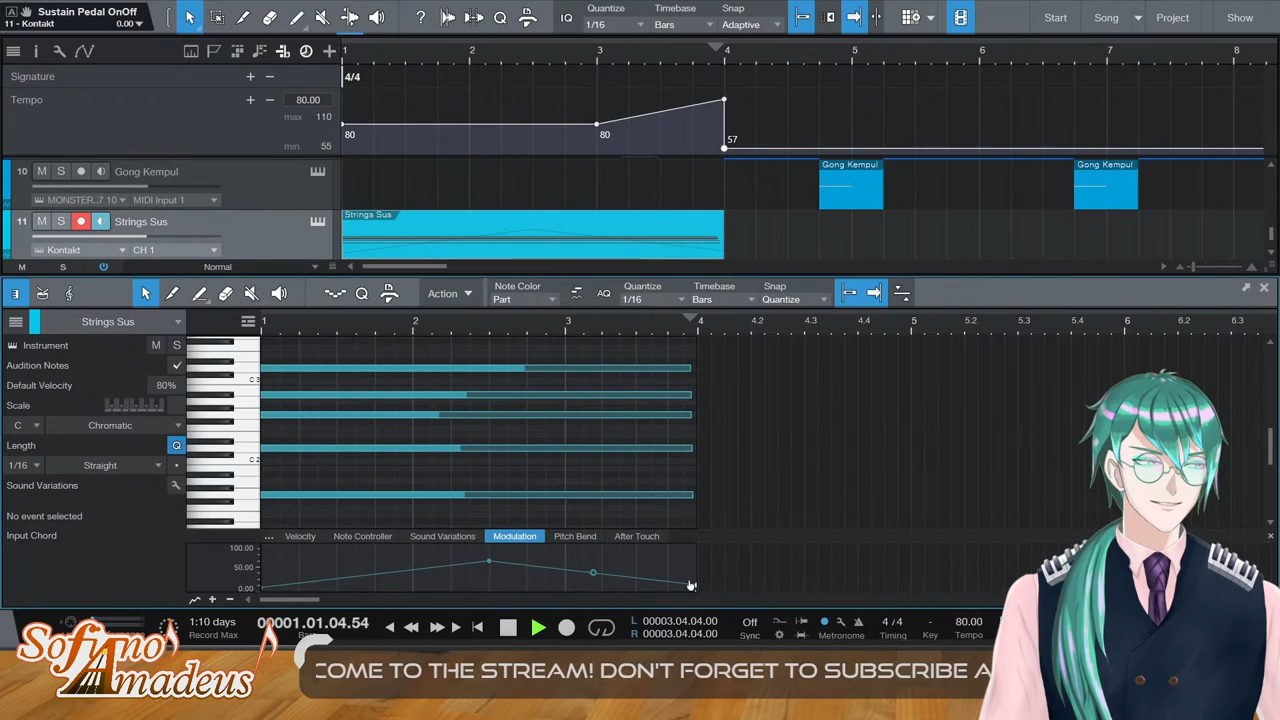 Sustain Pedal OnOff
11 - Kontakt 0.00
IQ Quantize 1/16 Timebase Bars Snap Adaptive
Start Song Project Show
1 2 3 4 5 6 7 8
Signature
4/4
Tempo 80.00
max 110
min 55
80 80 57
10 M S Gong Kempul
MONSTER...7 10 MIDI Input 1
Gong Kempul Gong Kempul
11 M S Strings Sus
Kontakt CH 1
Strings Sus
M S Normal
Action Note Color Part AQ Quantize 1/16 Timebase Bars Snap Quantize
Strings Sus
1 2 3 4 4.2 4.3 4.4 5 5.2 5.3 5.4 6 6.2 6.3
Instrument M S
Audition Notes
Default Velocity 80%
Scale
C Chromatic
Length Q
1/16 Straight
Sound Variations
No event selected
Input Chord
C 3
C 2
... Velocity Note Controller Sound Variations Modulation Pitch Bend After Touch
100.00
50.00
0.00
1:10 days
Record Max
00001.01.04.54
L 00003.04.04.00
R 00003.04.04.00
Off
Sync
Metronome
4 / 4
Timing
-
Key
80.00
Tempo
Sofiano
Amadeus
COME TO THE STREAM! DON'T FORGET TO SUBSCRIBE A